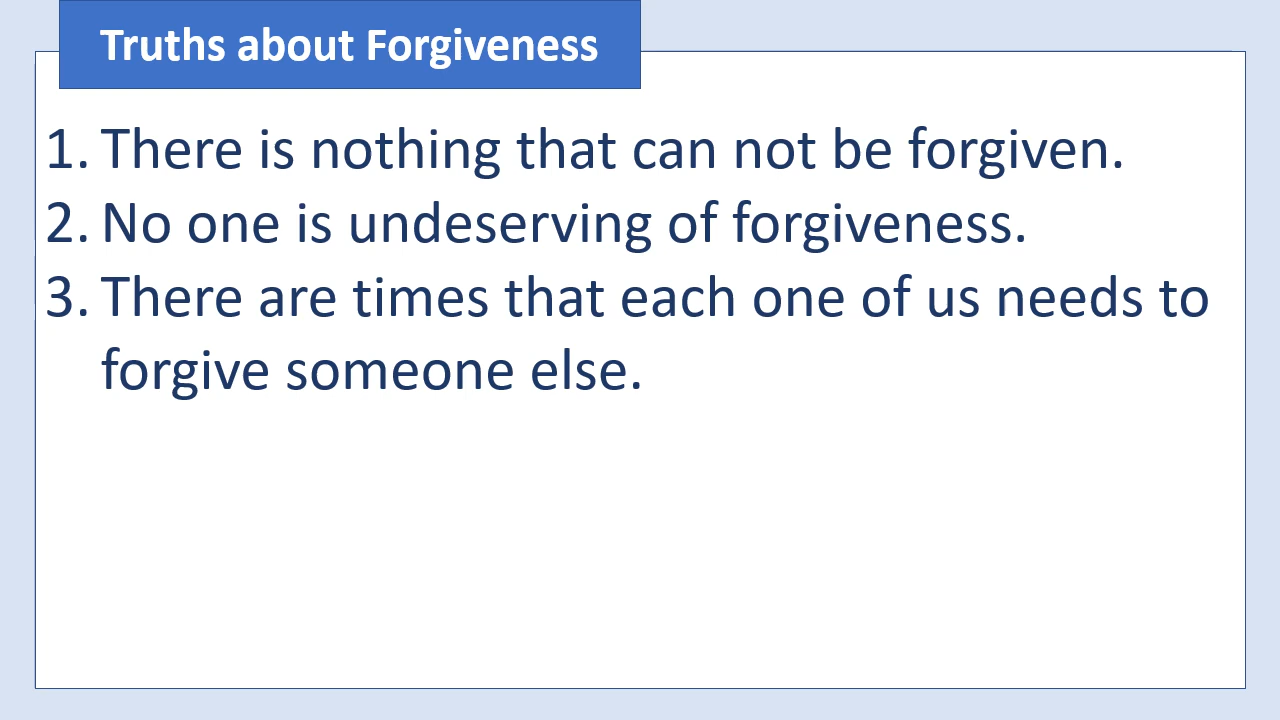 Truths about Forgiveness
1. There is nothing that can not be forgiven.
2. No one is undeserving of forgiveness.
3. There are times that each one of us needs to
forgive someone else.